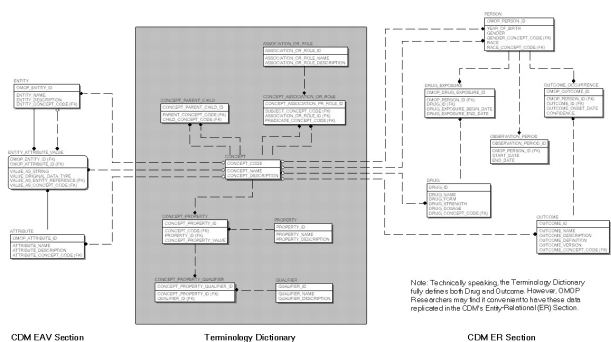 ENTITY
OMOP_ENTITY_ID
ENTITY_NAME
ENTITY_DESCRIPTION
ENTITY_CONCEPT_CODE (FK)
ENTITY_ATTRIBUTE_VALUE
OMOP_ENTITY_ID (FK)
OMOP_ATTRIBUTE_ID (FK)
VALUE_AS_STRING
VALUE_ORIGINAL_DATA_TYPE
VALUE_AS_ENTITY_REFERENCE (FK)
VALUE_AS_CONCEPT_CODE (FK)
ATTRIBUTE
OMOP_ATTRIBUTE_ID
ATTRIBUTE_NAME
ATTRIBUTE_DESCRIPTION
ATTRIBUTE_CONCEPT_CODE (FK)
CDM EAV Section
ASSOCIATION_OR_ROLE
ASSOCIATION_OR_ROLE_ID
ASSOCIATION_OR_ROLE_NAME
ASSOCIATION_OR_ROLE_DESCRIPTION
CONCEPT_PARENT_CHILD
CONCEPT_PARENT_CHILD_ID
PARENT_CONCEPT_CODE (FK)
CHILD_CONCEPT_CODE (FK)
CONCEPT_ASSOCIATION_OR_ROLE
CONCEPT_ASSOCIATION_OR_ROLE_ID
SUBJECT_CONCEPT_CODE (FK)
ASSOCIATION_OR_ROLE_ID (FK)
PREDICATE_CONCEPT_CODE (FK)
CONCEPT
CONCEPT_CODE
CONCEPT_NAME
CONCEPT_DESCRIPTION
CONCEPT_PROPERTY
CONCEPT_PROPERTY_ID
CONCEPT_CODE (FK)
PROPERTY_ID (FK)
CONCEPT_PROPERTY_VALUE
PROPERTY
PROPERTY_ID
PROPERTY_NAME
PROPERTY_DESCRIPTION
CONCEPT_PROPERTY_QUALIFIER
CONCEPT_PROPERTY_QUALIFIER_ID
CONCEPT_PROPERTY_ID (FK)
QUALIFIER_ID (FK)
QUALIFIER
QUALIFIER_ID
QUALIFIER_NAME
QUALIFIER_DESCRIPTION
Terminology Dictionary
PERSON
OMOP_PERSON_ID
YEAR_OF_BIRTH
GENDER
GENDER_CONCEPT_CODE (FK)
RACE
RACE_CONCEPT_CODE (FK)
DRUG_EXPOSURE
OMOP_DRUG_EXPOSURE_ID
OMOP_PERSON_ID (FK)
DRUG_ID (FK)
DRUG_EXPOSURE_BEGIN_DATE
DRUG_EXPOSURE_END_DATE
OUTCOME_OCCURRENCE
OMOP_OUTCOME_ID
OMOP_PERSON_ID (FK)
OUTCOME_ID (FK)
OUTCOME_ONSET_DATE
CONFIDENCE
OBSERVATION_PERIOD
OBSERVATION_PERIOD_ID
OMOP_PERSON_ID (FK)
START_DATE
END_DATE
DRUG
DRUG_ID
DRUG_NAME
DRUG_FORM
DRUG_STRENGTH
DRUG_DOSAGE
DRUG_CONCEPT_CODE (FK)
OUTCOME
OUTCOME_ID
OUTCOME_NAME
OUTCOME_DESCRIPTION
OUTCOME_DEFINITION
OUTCOME_VERSION
OUTCOME_CONCEPT_CODE (FK)
Note: Technically speaking, the Terminology Dictionary
fully defines both Drug and Outcome. However, OMOP
Researchers may find it convenient to have these data
replicated in the CDM's Entity-Relational (ER) Section.
CDM ER Section